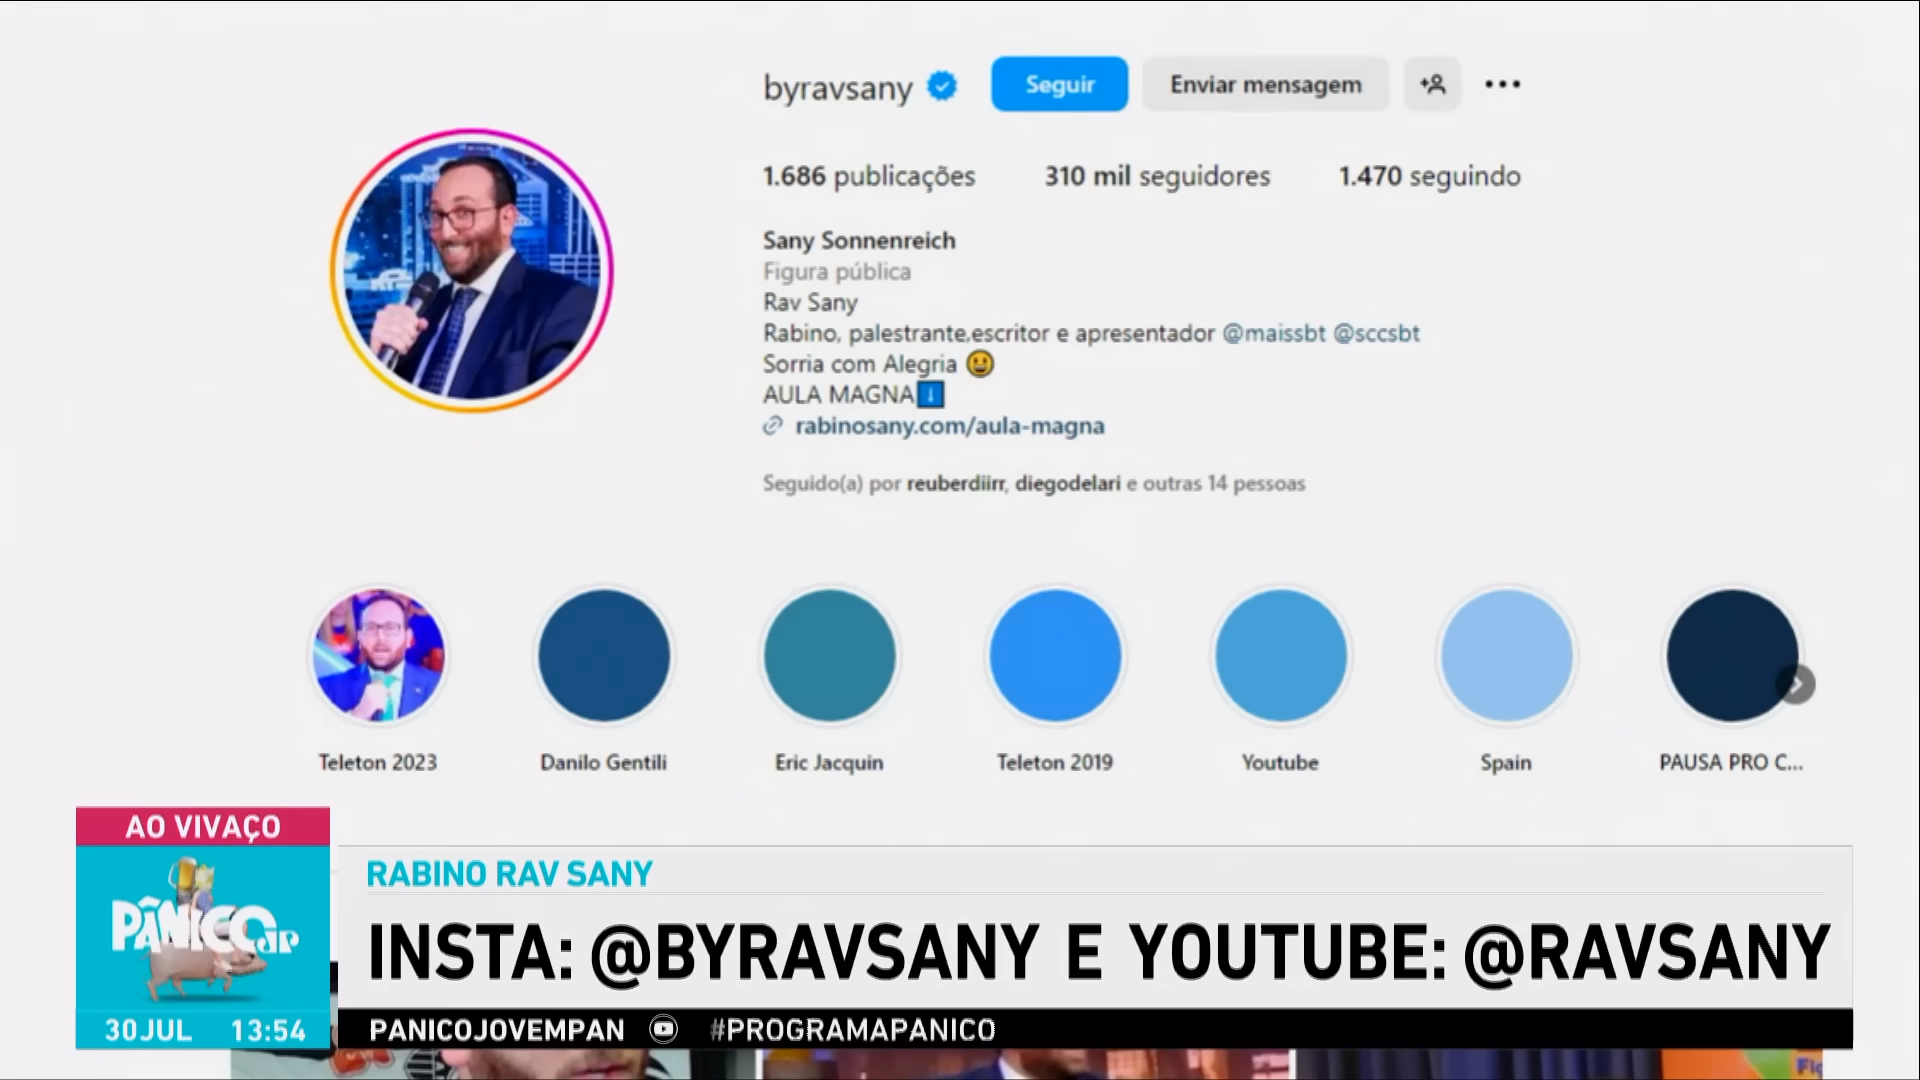 byravsany
Seguir
Enviar mensagem
1.686 publicações
310 mil seguidores
1.470 seguindo
Sany Sonnenreich
Figura pública
Rav Sany
Rabino, palestrante,escritor e apresentador @maissbt @sccsbt
Sorria com Alegria
AULA MAGNA
rabinosany.com/aula-magna
Seguido(a) por reuberdiirr, diegodelari e outras 14 pessoas
Teleton 2023
Danilo Gentili
Eric Jacquin
Teleton 2019
Youtube
Spain
PAUSA PRO C...
AO VIVAÇO
PÂNICO JP
30JUL 13:54
RABINO RAV SANY
INSTA: @BYRAVSANY E YOUTUBE: @RAVSANY
PANICOJOVEMPAN #PROGRAMAPANICO